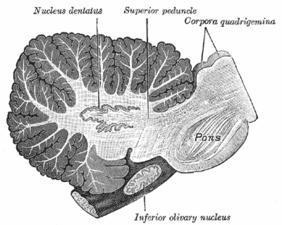 Nucleus dentatus
Superior peduncle
Corpora quadrigemina
Pons
Inferior olivary nucleus